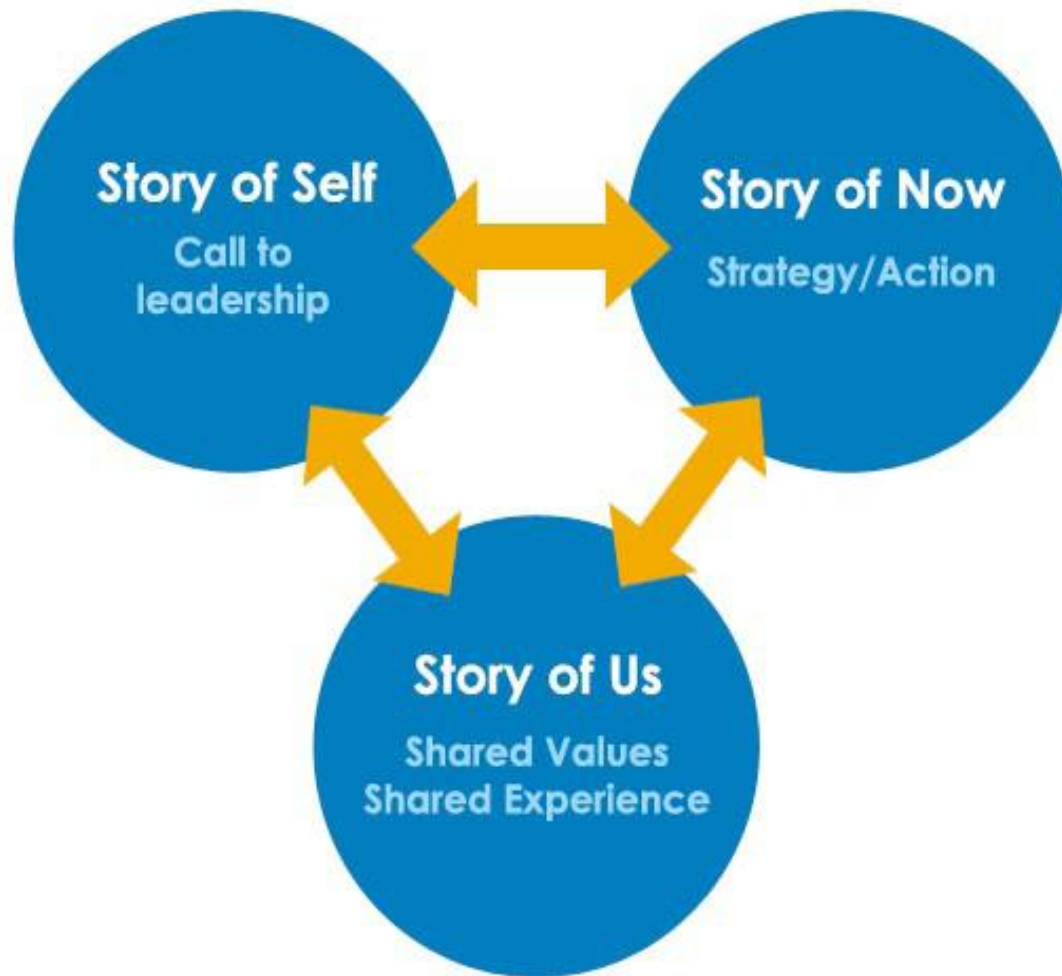 Story of Self
Call to
leadership
Story of Now
Strategy/Action
Story of Us
Shared Values
Shared Experience